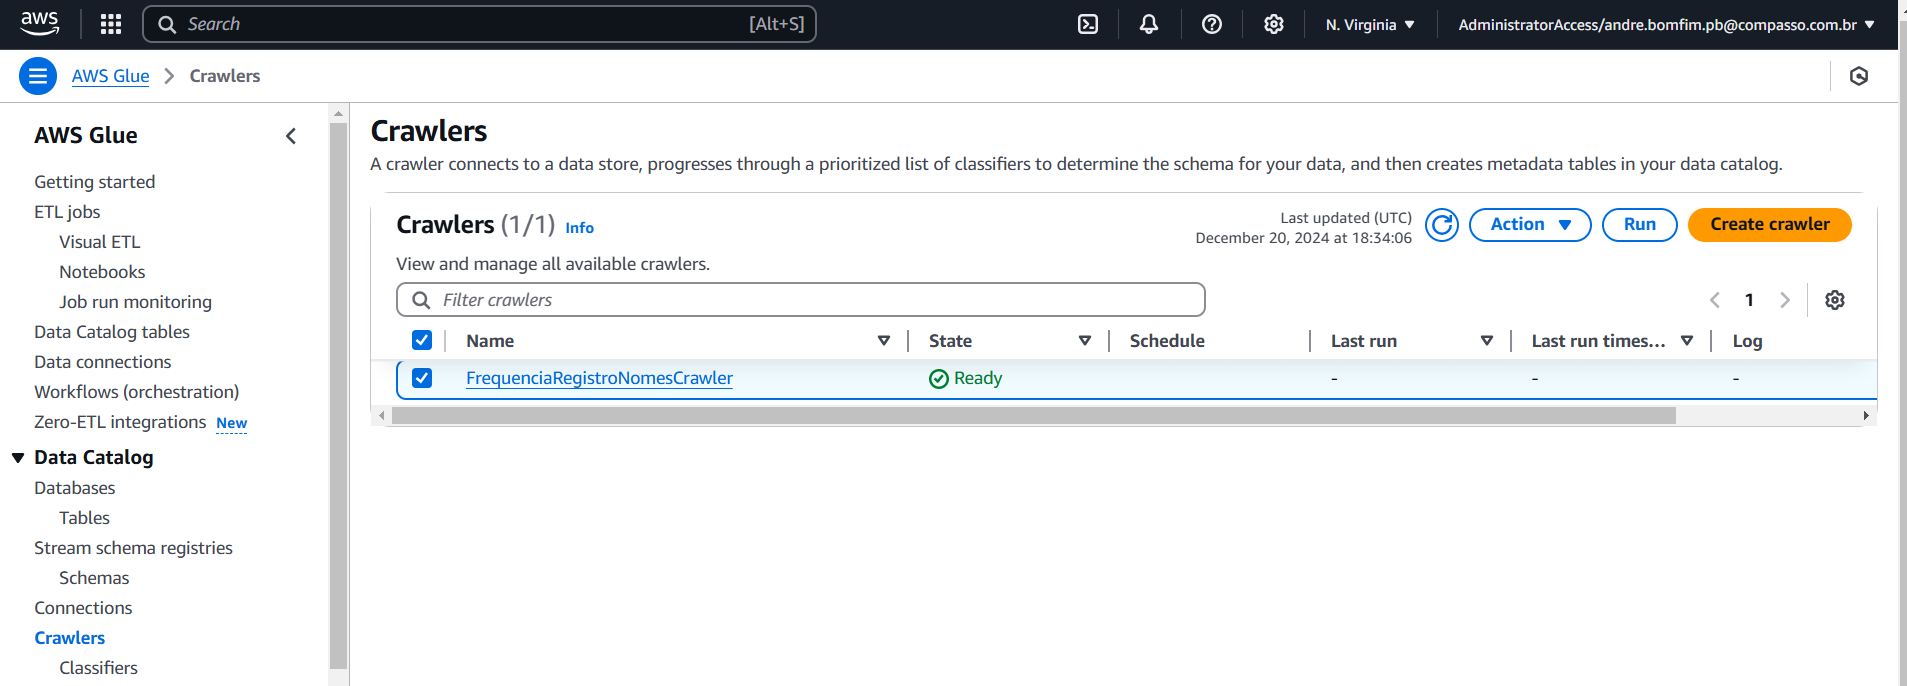 aws
Search [Alt+S]
N. Virginia
AdministratorAccess/andre.bomfim.pb@compasso.com.br
AWS Glue
Crawlers
AWS Glue
Getting started
ETL jobs
Visual ETL
Notebooks
Job run monitoring
Data Catalog tables
Data connections
Workflows (orchestration)
Zero-ETL integrations New
Data Catalog
Databases
Tables
Stream schema registries
Schemas
Connections
Crawlers
Classifiers
Crawlers
A crawler connects to a data store, progresses through a prioritized list of classifiers to determine the schema for your data, and then creates metadata tables in your data catalog.
Crawlers (1/1) Info
Last updated (UTC)
December 20, 2024 at 18:34:06
Action
Run
Create crawler
View and manage all available crawlers.
Filter crawlers
1
Name State Schedule Last run Last run times... Log
FrequenciaRegistroNomesCrawler Ready - - -